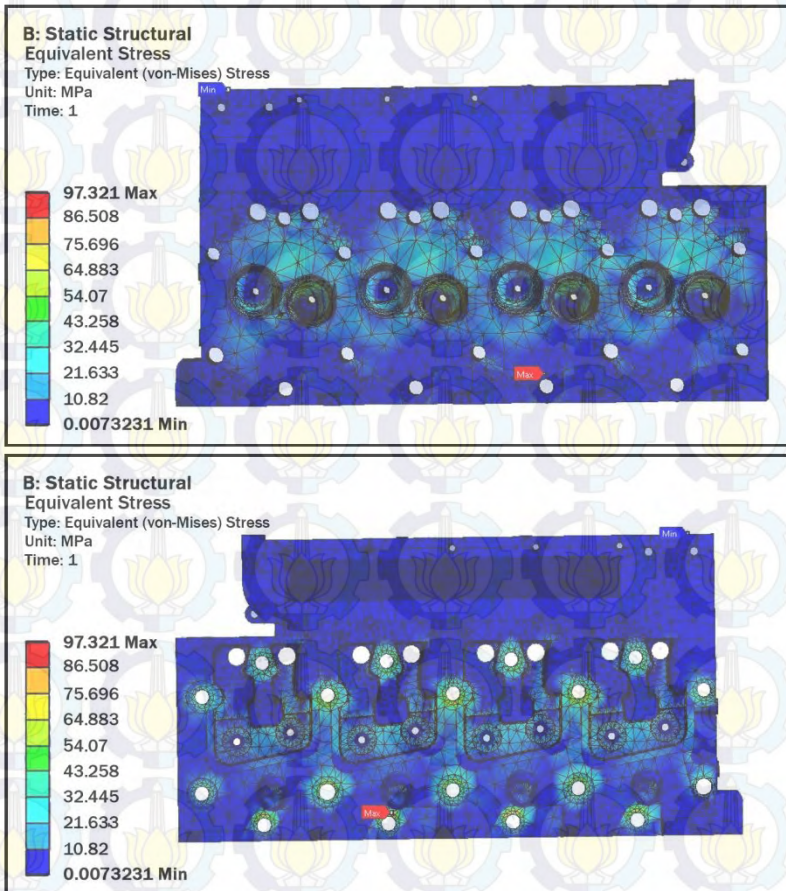 B: Static Structural
Equivalent Stress
Type: Equivalent (von-Mises) Stress
Unit: MPa
Time: 1
Min
97.321 Max
86.508
75.696
64.883
54.07
43.258
32.445
21.633
10.82
0.0073231 Min
Max
B: Static Structural
Equivalent Stress
Type: Equivalent (von-Mises) Stress
Unit: MPa
Time: 1
Min
97.321 Max
86.508
75.696
64.883
54.07
43.258
32.445
21.633
10.82
0.0073231 Min
Max